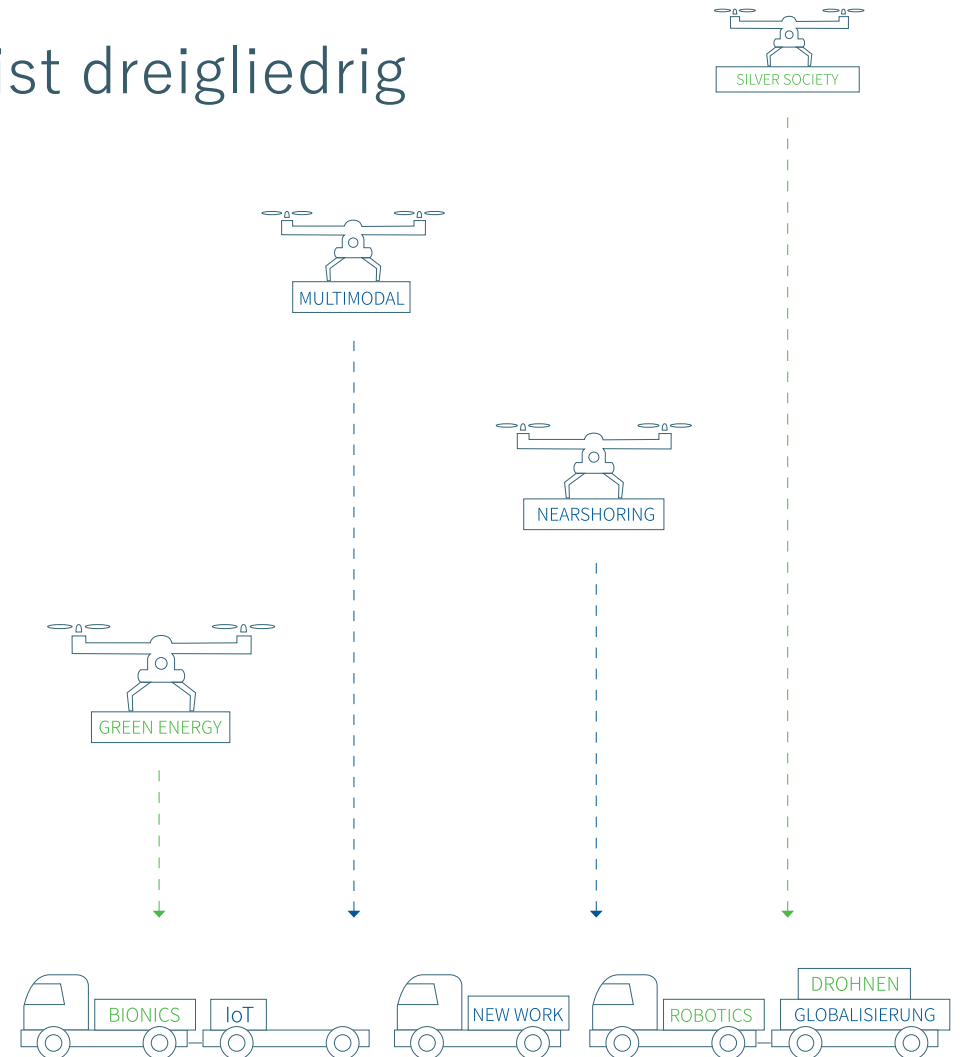 ist dreigliedrig
SILVER SOCIETY
MULTIMODAL
NEARSHORING
GREEN ENERGY
BIONICS
IoT
NEW WORK
ROBOTICS
DROHNEN
GLOBALISIERUNG